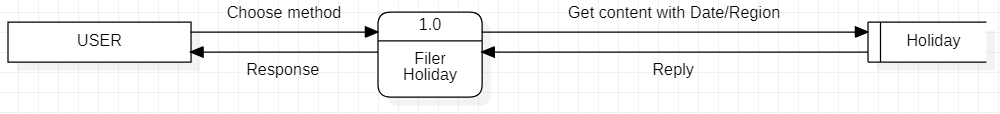 Choose method
1.0
Get content with Date/Region
USER
Filer
Holiday
Holiday
Response
Reply